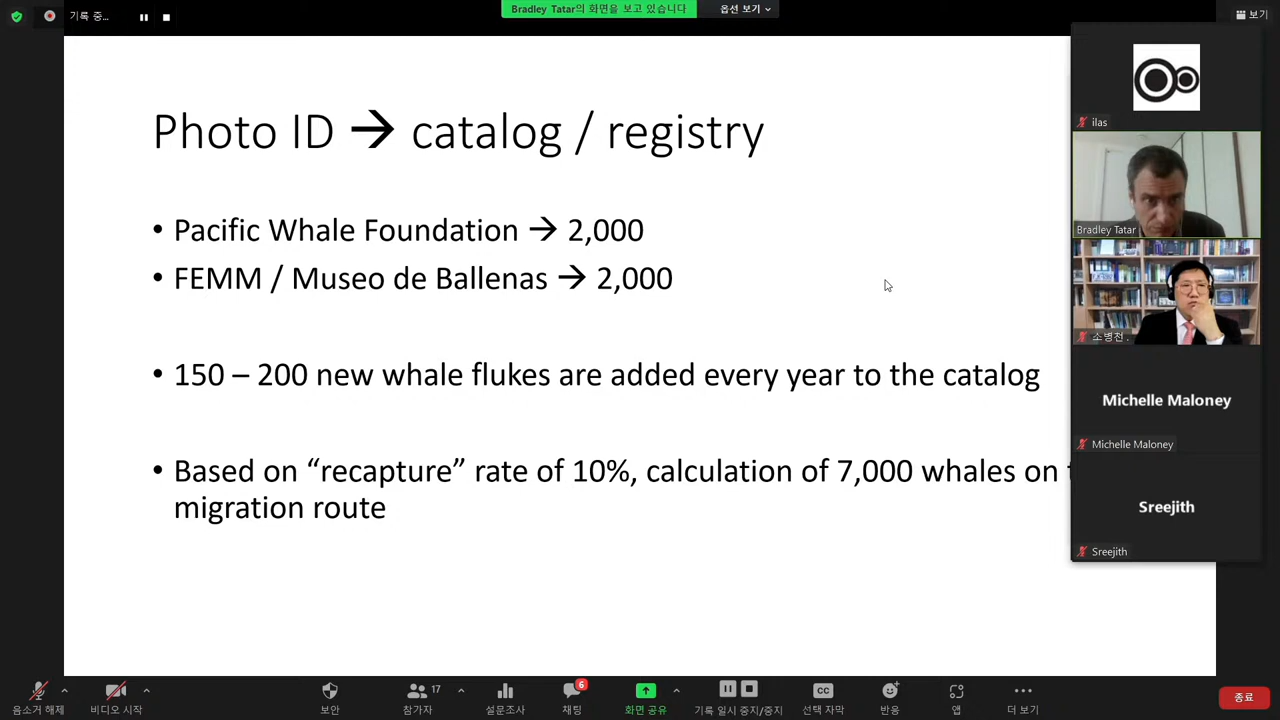 기록 중...
Bradley Tatar의 화면을 보고 있습니다
옵션 보기
보기
Photo ID → catalog / registry
• Pacific Whale Foundation → 2,000
• FEMM / Museo de Ballenas → 2,000
• 150 – 200 new whale flukes are added every year to the catalog
• Based on “recapture” rate of 10%, calculation of 7,000 whales on
migration route
ilas
Bradley Tatar
소병천 .
Michelle Maloney
Michelle Maloney
Sreejith
Sreejith
음소거 해제
비디오 시작
보안
17
참가자
설문조사
6
채팅
화면 공유
기록 일시 중지/중지
CC
선택 자막
반응
앱
더 보기
종료